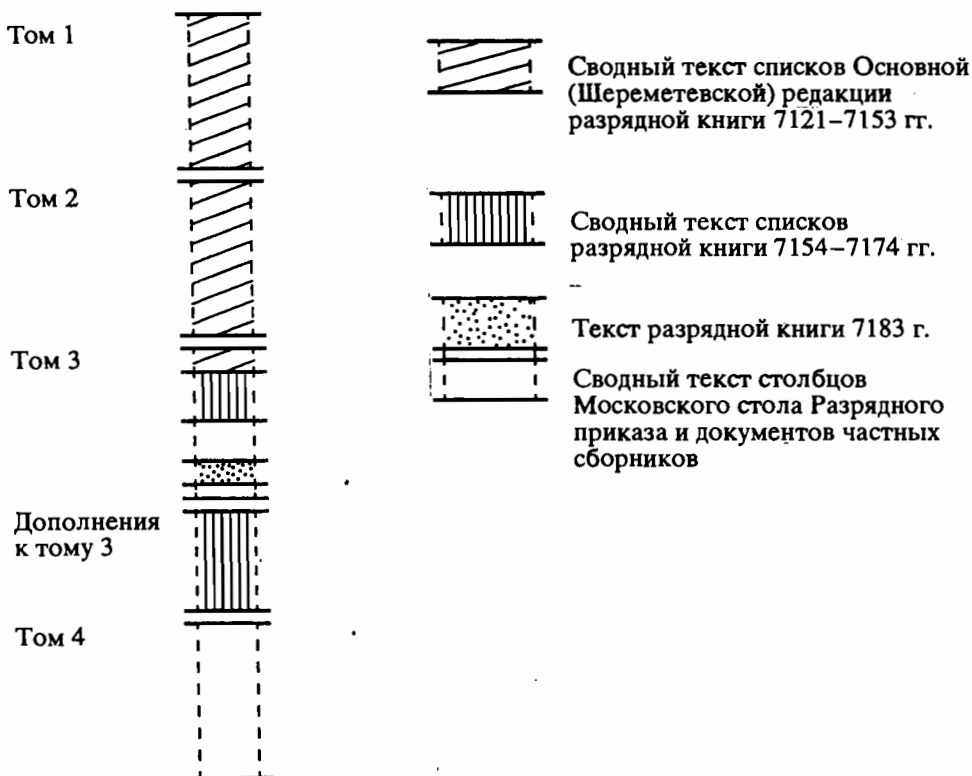 Том 1
Том 2
Том 3
Дополнения
к тому 3
Том 4
Сводный текст списков Основной
(Шереметевской) редакции
разрядной книги 7121–7153 гг.
Сводный текст списков
разрядной книги 7154–7174 гг.
Текст разрядной книги 7183 г.
Сводный текст столбцов
Московского стола Разрядного
приказа и документов частных
сборников